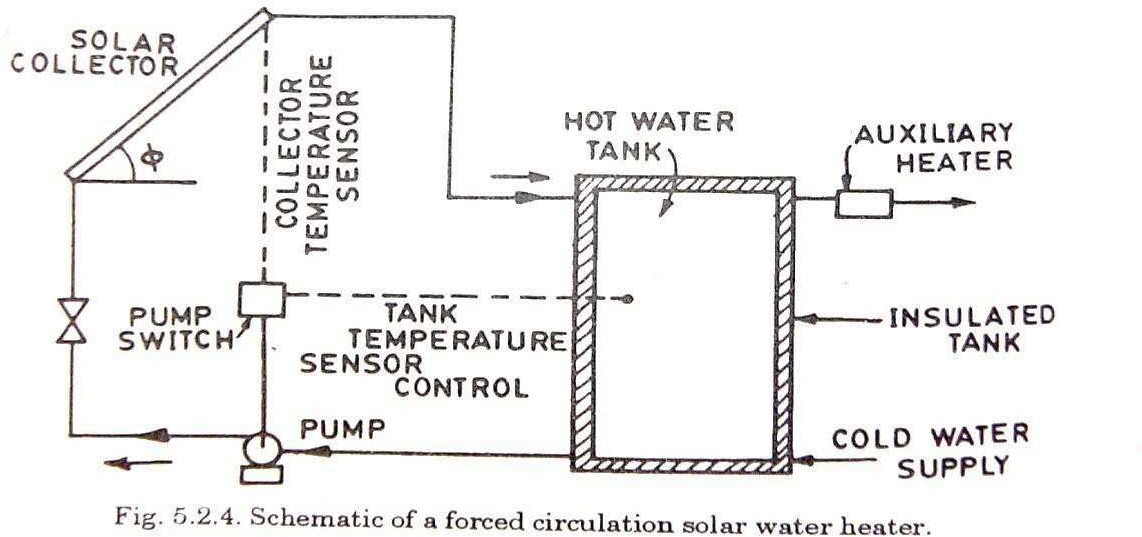 SOLAR
COLLECTOR
ϕ
COLLECTOR
TEMPERATURE
SENSOR
HOT WATER
TANK
AUXILIARY
HEATER
PUMP
SWITCH
TANK
TEMPERATURE
SENSOR
CONTROL
INSULATED
TANK
PUMP
COLD WATER
SUPPLY
Fig. 5.2.4. Schematic of a forced circulation solar water heater.